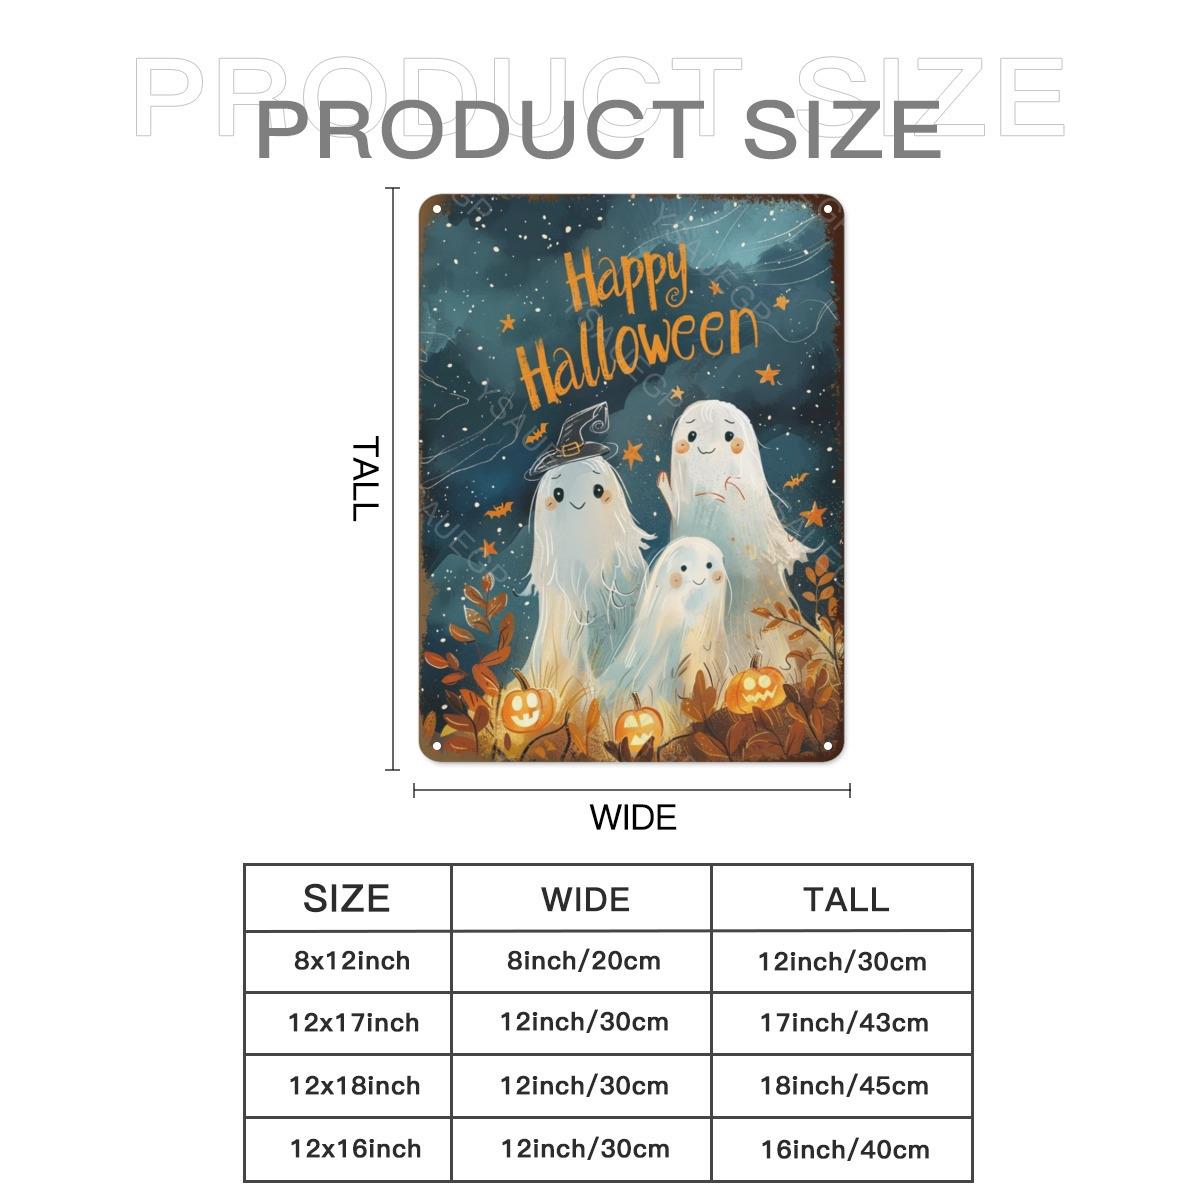 PRODUCT SIZE
PRODUCT SIZE
Happy
Halloween
TALL
WIDE
SIZE WIDE TALL
8x12inch 8inch/20cm 12inch/30cm
12x17inch 12inch/30cm 17inch/43cm
12x18inch 12inch/30cm 18inch/45cm
12x16inch 12inch/30cm 16inch/40cm